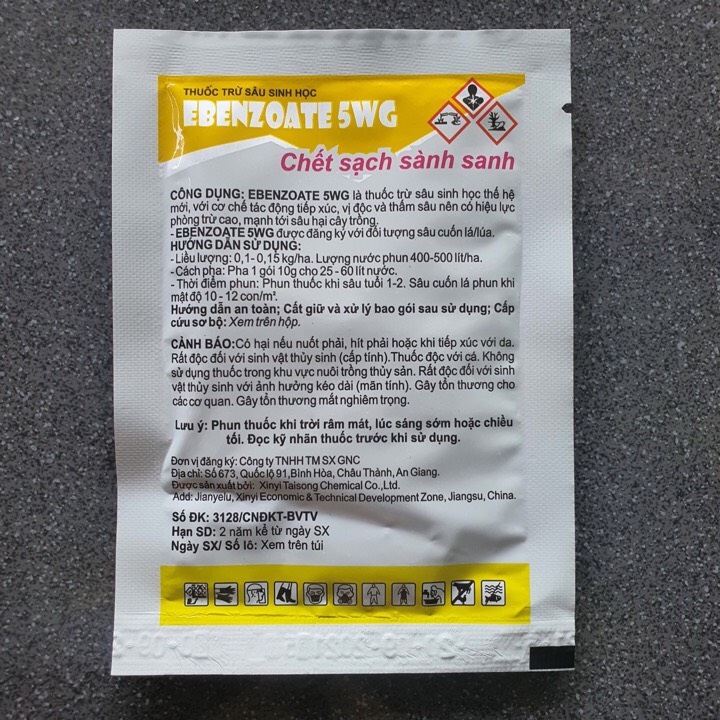 THUỐC TRỪ SÂU SINH HỌC
EBENZOATE 5WG
Chết sạch sành sanh
CÔNG DỤNG: EBENZOATE 5WG là thuốc trừ sâu sinh học thế hệ
mới, với cơ chế tác động tiếp xúc, vị độc và thấm sâu nên có hiệu lực
phòng trừ cao, mạnh tới sâu hại cây trồng.
- EBENZOATE 5WG được đăng ký với đối tượng sâu cuốn lá/lúa.
HƯỚNG DẪN SỬ DỤNG:
- Liều lượng: 0,1- 0,15 kg/ha. Lượng nước phun 400-500 lít/ha.
- Cách pha: Pha 1 gói 10g cho 25 - 60 lít nước.
- Thời điểm phun: Phun thuốc khi sâu tuổi 1-2. Sâu cuốn lá phun khi
mật độ 10 - 12 con/m².
Hướng dẫn an toàn; Cất giữ và xử lý bao gói sau sử dụng; Cấp
cứu sơ bộ: Xem trên hộp.
CẢNH BÁO:Có hại nếu nuốt phải, hít phải hoặc khi tiếp xúc với da.
Rất độc đối với sinh vật thủy sinh (cấp tính).Thuốc độc với cá. Không
sử dụng thuốc trong khu vực nuôi trồng thủy sản. Rất độc đối với sinh
vật thủy sinh với ảnh hưởng kéo dài (mãn tính). Gây tổn thương cho
các cơ quan. Gây tổn thương mắt nghiêm trọng.
Lưu ý: Phun thuốc khi trời râm mát, lúc sáng sớm hoặc chiều
tối. Đọc kỹ nhãn thuốc trước khi sử dụng.
Đơn vị đăng ký: Công ty TNHH TM SX GNC
Địa chỉ: Số 673, Quốc lộ 91,Bình Hòa, Châu Thành, An Giang.
Được sản xuất bởi: Xinyi Taisong Chemical Co.,Ltd.
Add: Jianyelu, Xinyi Economic & Technical Development Zone, Jiangsu, China.
Số ĐK: 3128/CNĐKT-BVTV
Hạn SD: 2 năm kể từ ngày SX
Ngày SX/ Số lô: Xem trên túi